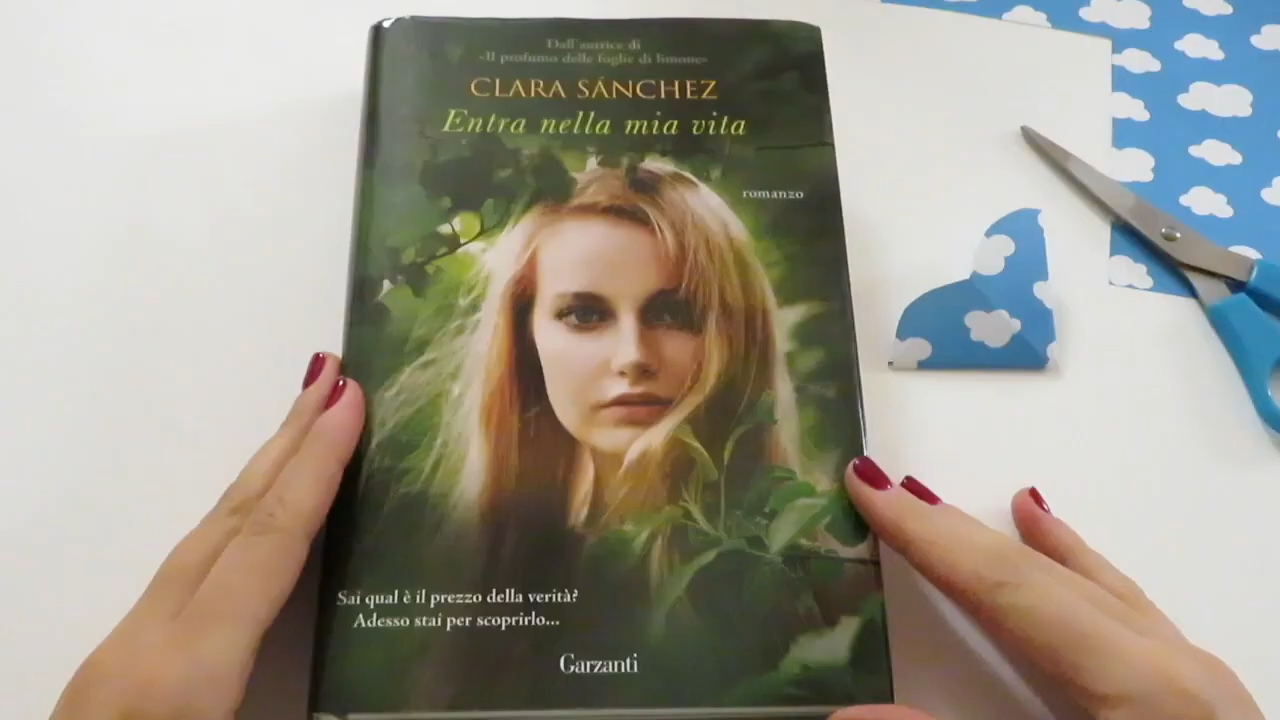 Dall'autrice di
«Il profumo delle foglie di limone»
CLARA SÁNCHEZ
Entra nella mia vita
romanzo
Sai qual è il prezzo della verità?
Adesso stai per scoprirlo...
Garzanti